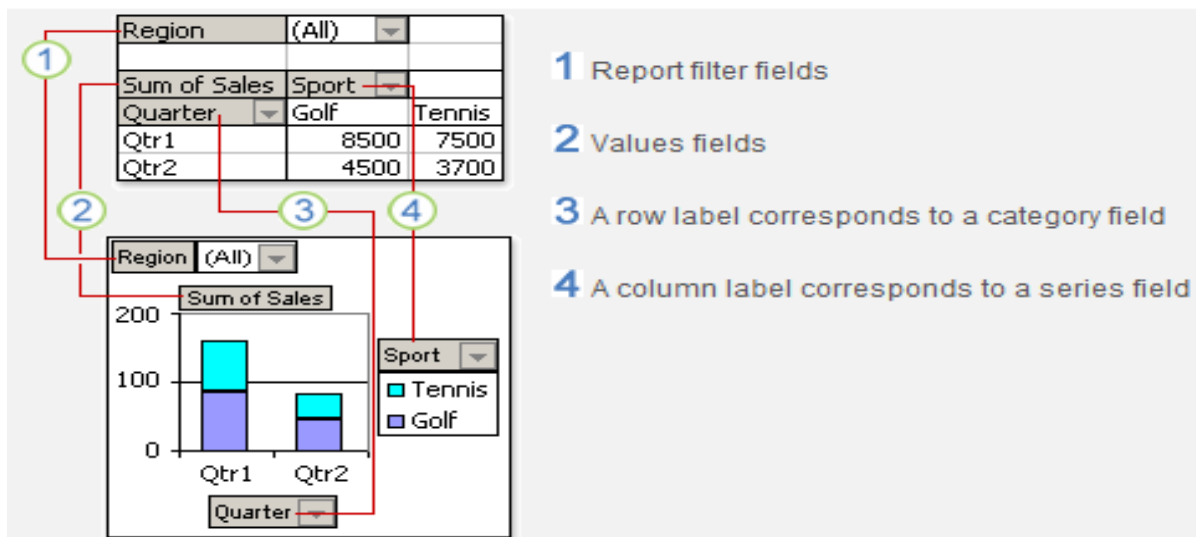 Region (All)
1
Sum of Sales Sport
Quarter Golf Tennis
Qtr1 8500 7500
Qtr2 4500 3700
2 3 4
Region (All)
Sum of Sales
200
100
0
Qtr1 Qtr2
Quarter
Sport
Tennis
Golf
1 Report filter fields
2 Values fields
3 A row label corresponds to a category field
4 A column label corresponds to a series field